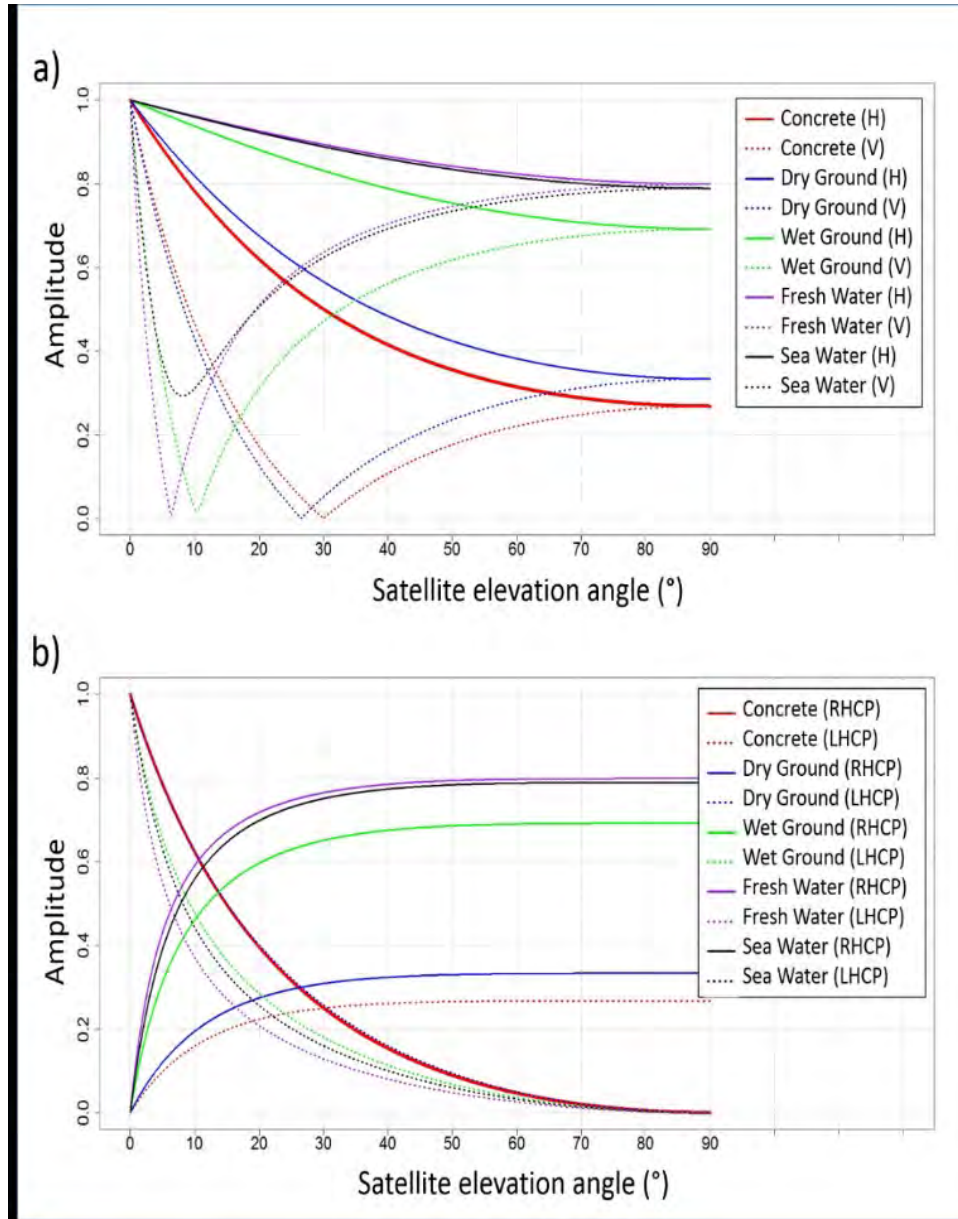 a)
Amplitude
1.0
0.8
0.6
0.4
0.2
0.0
0 10 20 30 40 50 60 70 80 90
Satellite elevation angle (°)
Concrete (H)
Concrete (V)
Dry Ground (H)
Dry Ground (V)
Wet Ground (H)
Wet Ground (V)
Fresh Water (H)
Fresh Water (V)
Sea Water (H)
Sea Water (V)
b)
Amplitude
1.0
0.8
0.6
0.4
0.2
0.0
0 10 20 30 40 50 60 70 80 90
Satellite elevation angle (°)
Concrete (RHCP)
Concrete (LHCP)
Dry Ground (RHCP)
Dry Ground (LHCP)
Wet Ground (RHCP)
Wet Ground (LHCP)
Fresh Water (RHCP)
Fresh Water (LHCP)
Sea Water (RHCP)
Sea Water (LHCP)